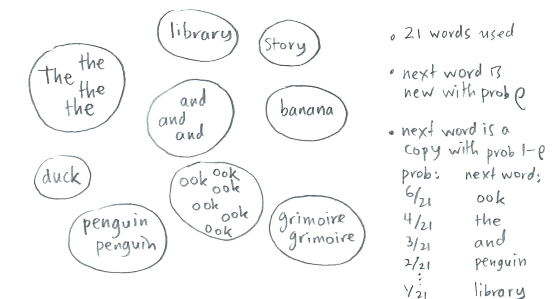 library
story
the
The
the
the
and
and
and
banana
duck
ook ook
ook
ook
ook
ook
penguin
penguin
grimoire
grimoire
• 21 words used
• next word is
new with prob ρ
• next word is a
copy with prob 1-ρ
prob: next word:
6/21 ook
4/21 the
3/21 and
2/21 penguin
⋮
1/21 library